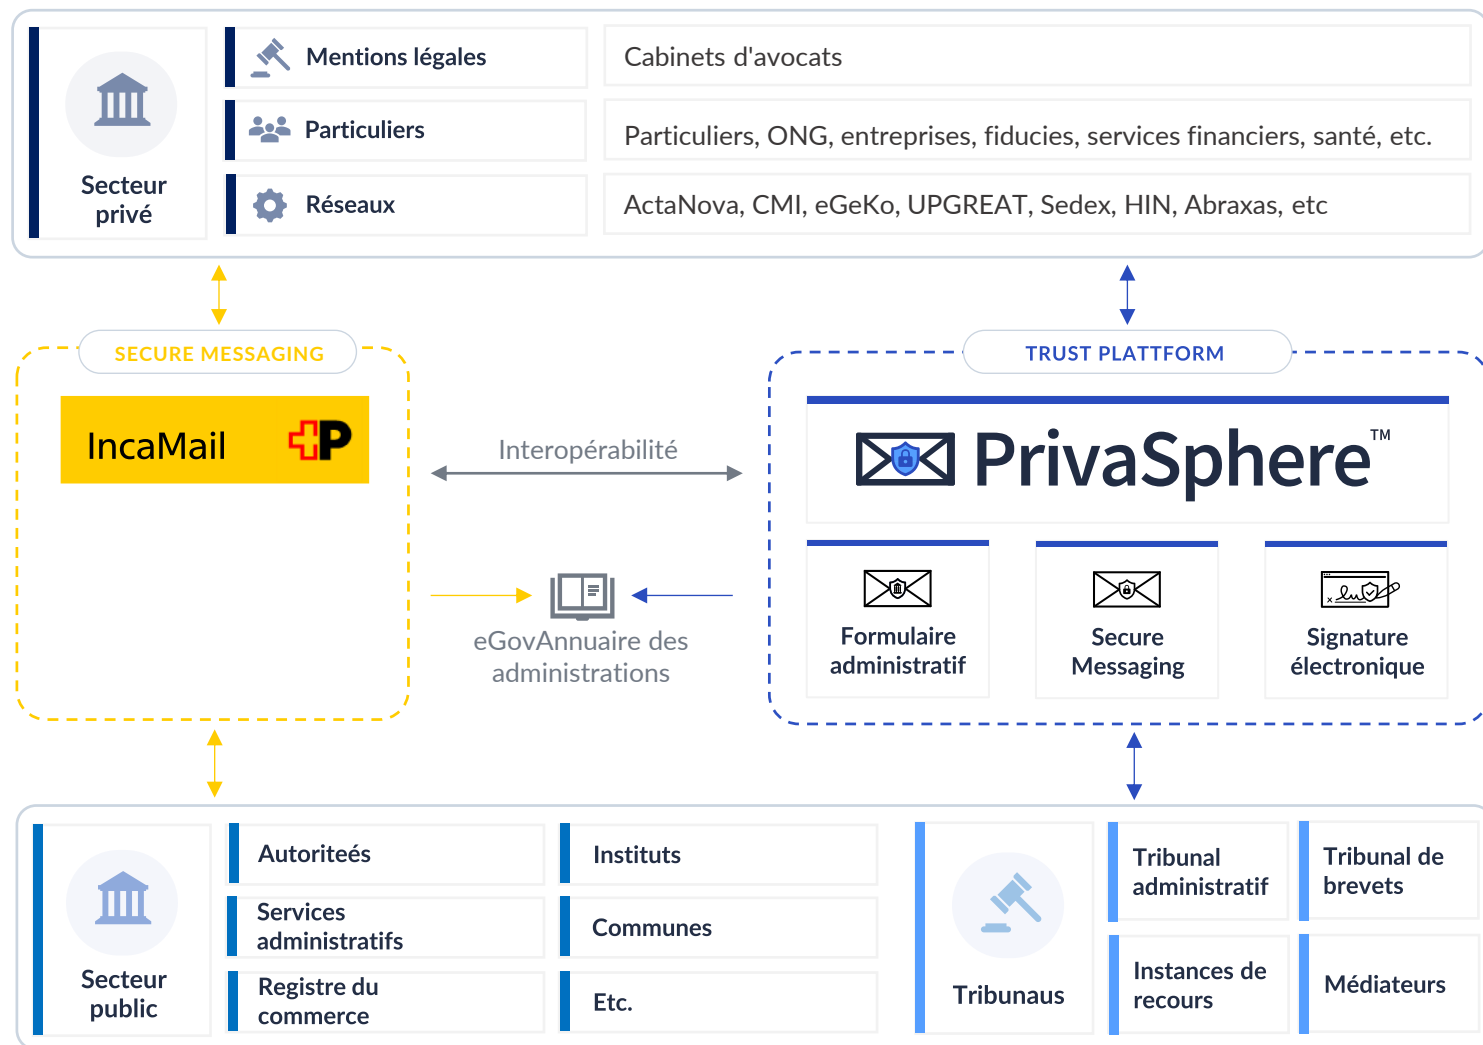 Secteur
privé
Mentions légales
Cabinets d'avocats
Particuliers
Particuliers, ONG, entreprises, fiducies, services financiers, santé, etc.
Réseaux
ActaNova, CMI, eGeKo, UPGREAT, Sedex, HIN, Abraxas, etc
SECURE MESSAGING
IncaMail
P
Interopérabilité
eGovAnnuaire des
administrations
TRUST PLATTFORM
PrivaSphere™
Formulaire
administratif
Secure
Messaging
Signature
électronique
Secteur
public
Autoriteés
Instituts
Services
administratifs
Communes
Registre du
commerce
Etc.
Tribunaus
Tribunal
administratif
Tribunal de
brevets
Instances de
recours
Médiateurs